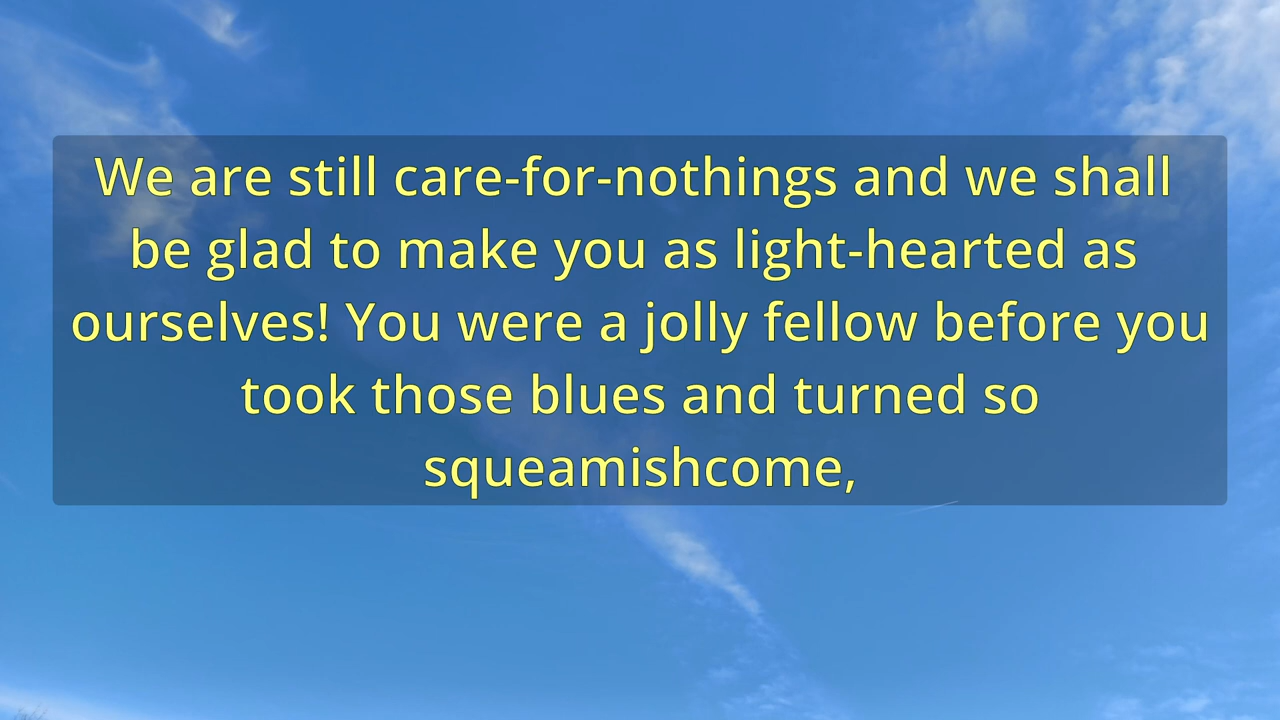 We are still care-for-nothings and we shall
be glad to make you as light-hearted as
ourselves! You were a jolly fellow before you
took those blues and turned so
squeamishcome,